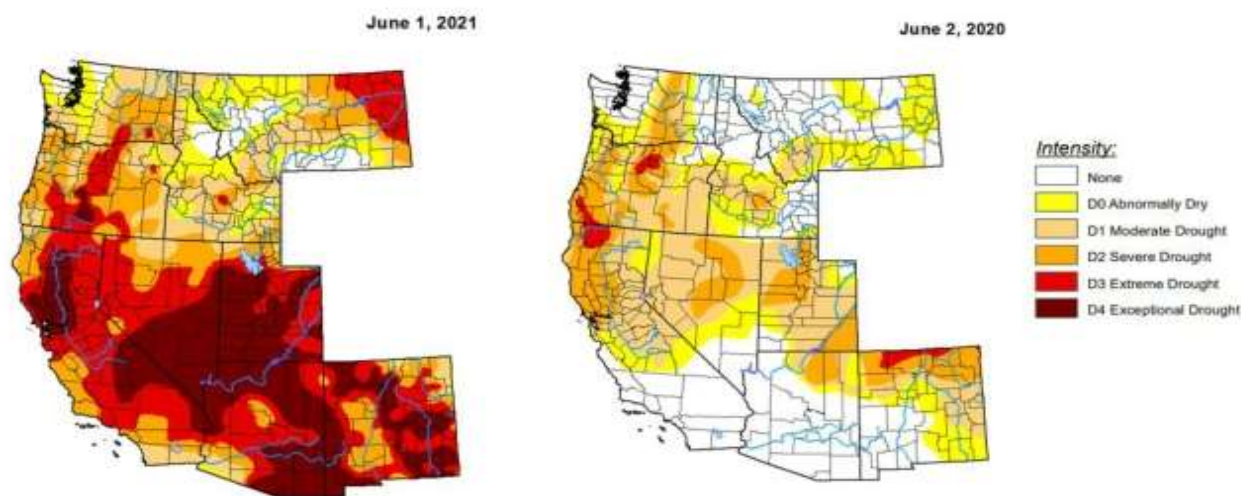 June 1, 2021
June 2, 2020
Intensity:
None
D0 Abnormally Dry
D1 Moderate Drought
D2 Severe Drought
D3 Extreme Drought
D4 Exceptional Drought